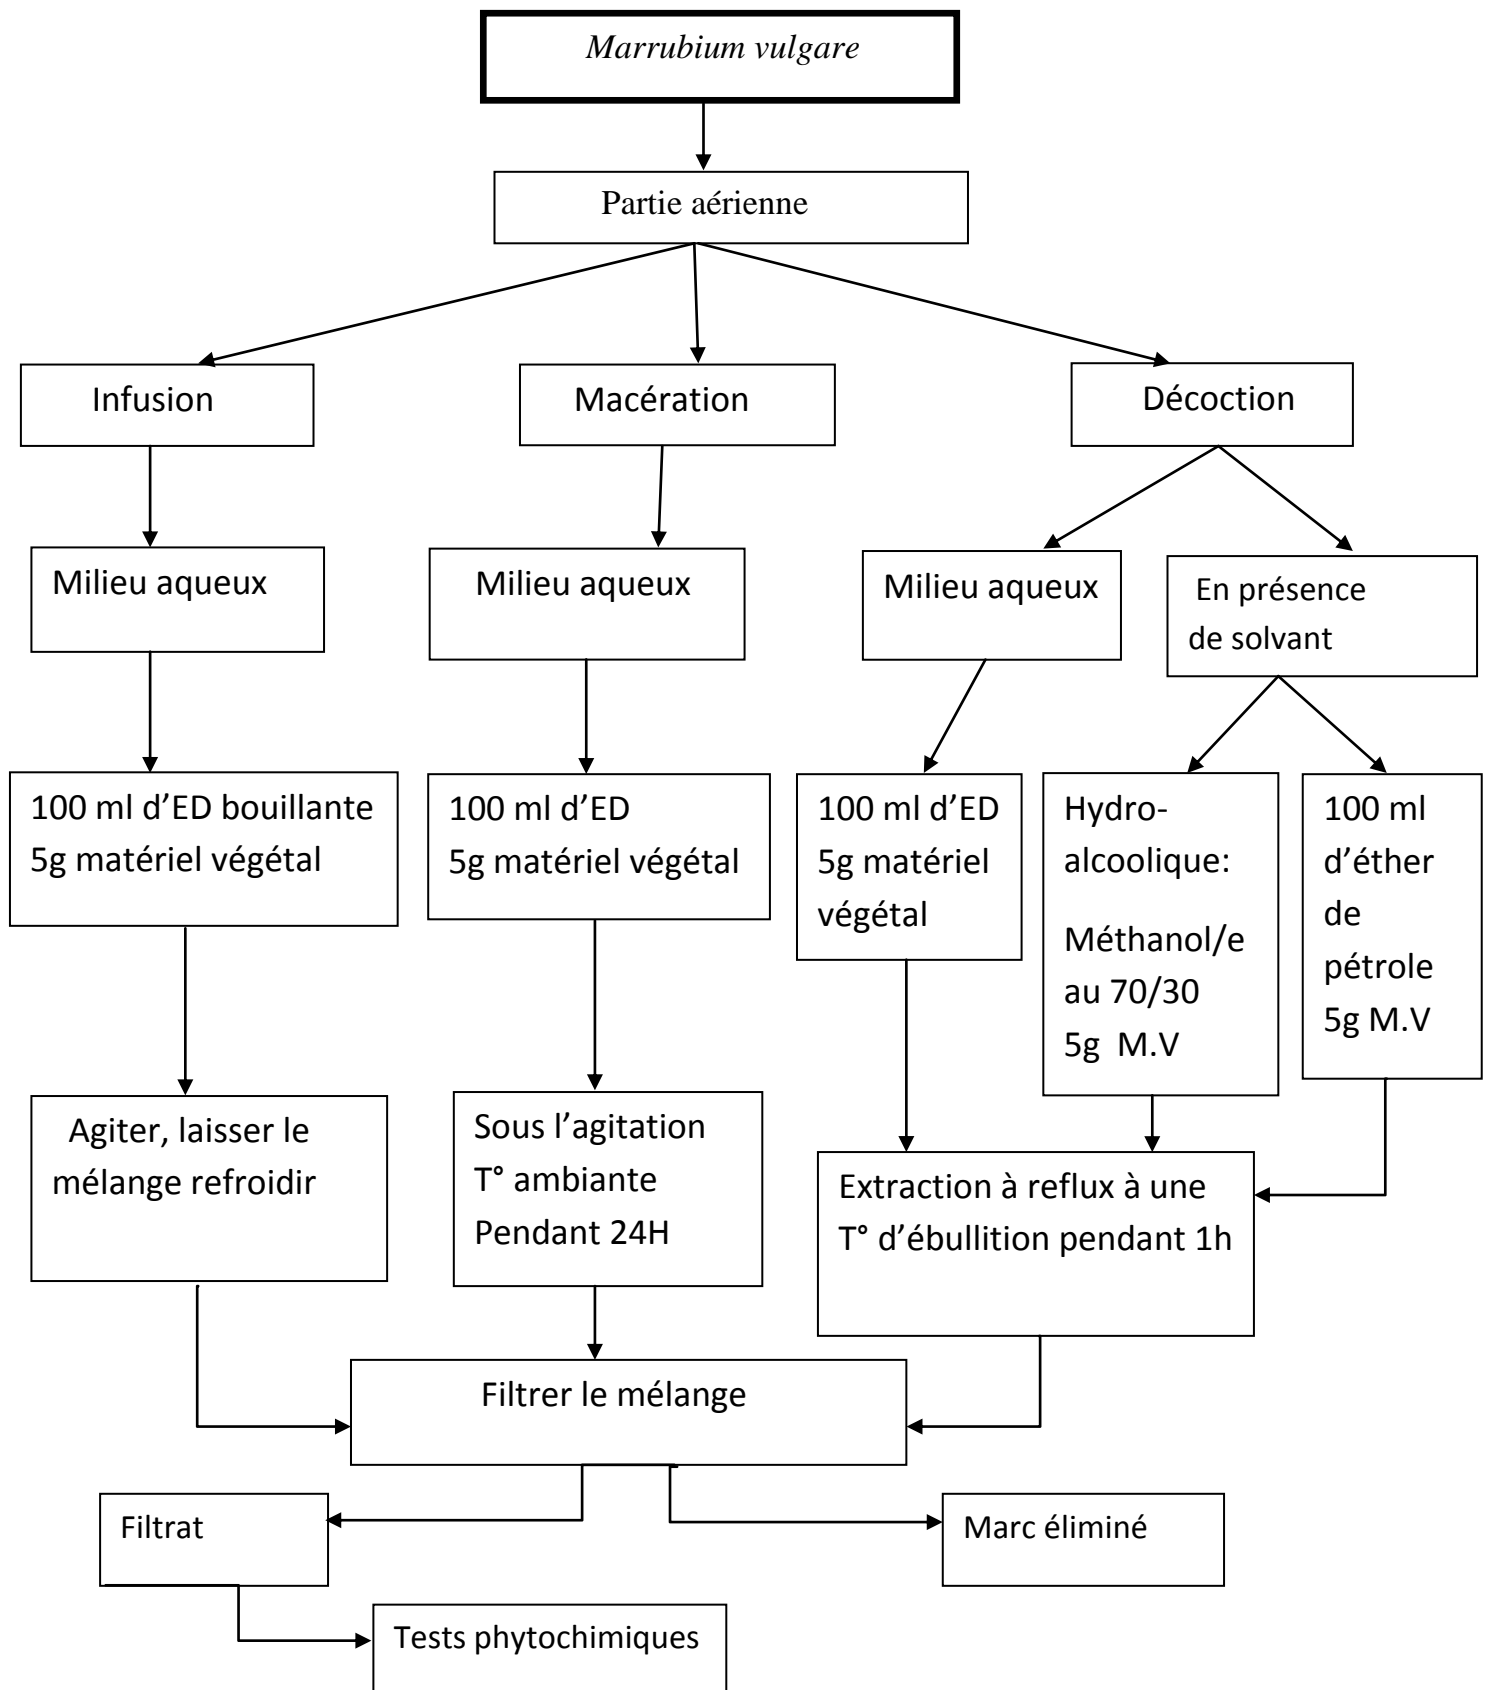 Marrubium vulgare
Partie aérienne
Infusion
Macération
Décoction
Milieu aqueux
Milieu aqueux
Milieu aqueux
En présence
de solvant
100 ml d’ED bouillante
5g matériel végétal
100 ml d’ED
5g matériel végétal
100 ml d’ED
5g matériel
végétal
Hydro-
alcoolique:
Méthanol/e
au 70/30
5g M.V
100 ml
d’éther
de
pétrole
5g M.V
Agiter, laisser le
mélange refroidir
Sous l’agitation
T° ambiante
Pendant 24H
Extraction à reflux à une
T° d’ébullition pendant 1h
Filtrer le mélange
Filtrat
Marc éliminé
Tests phytochimiques